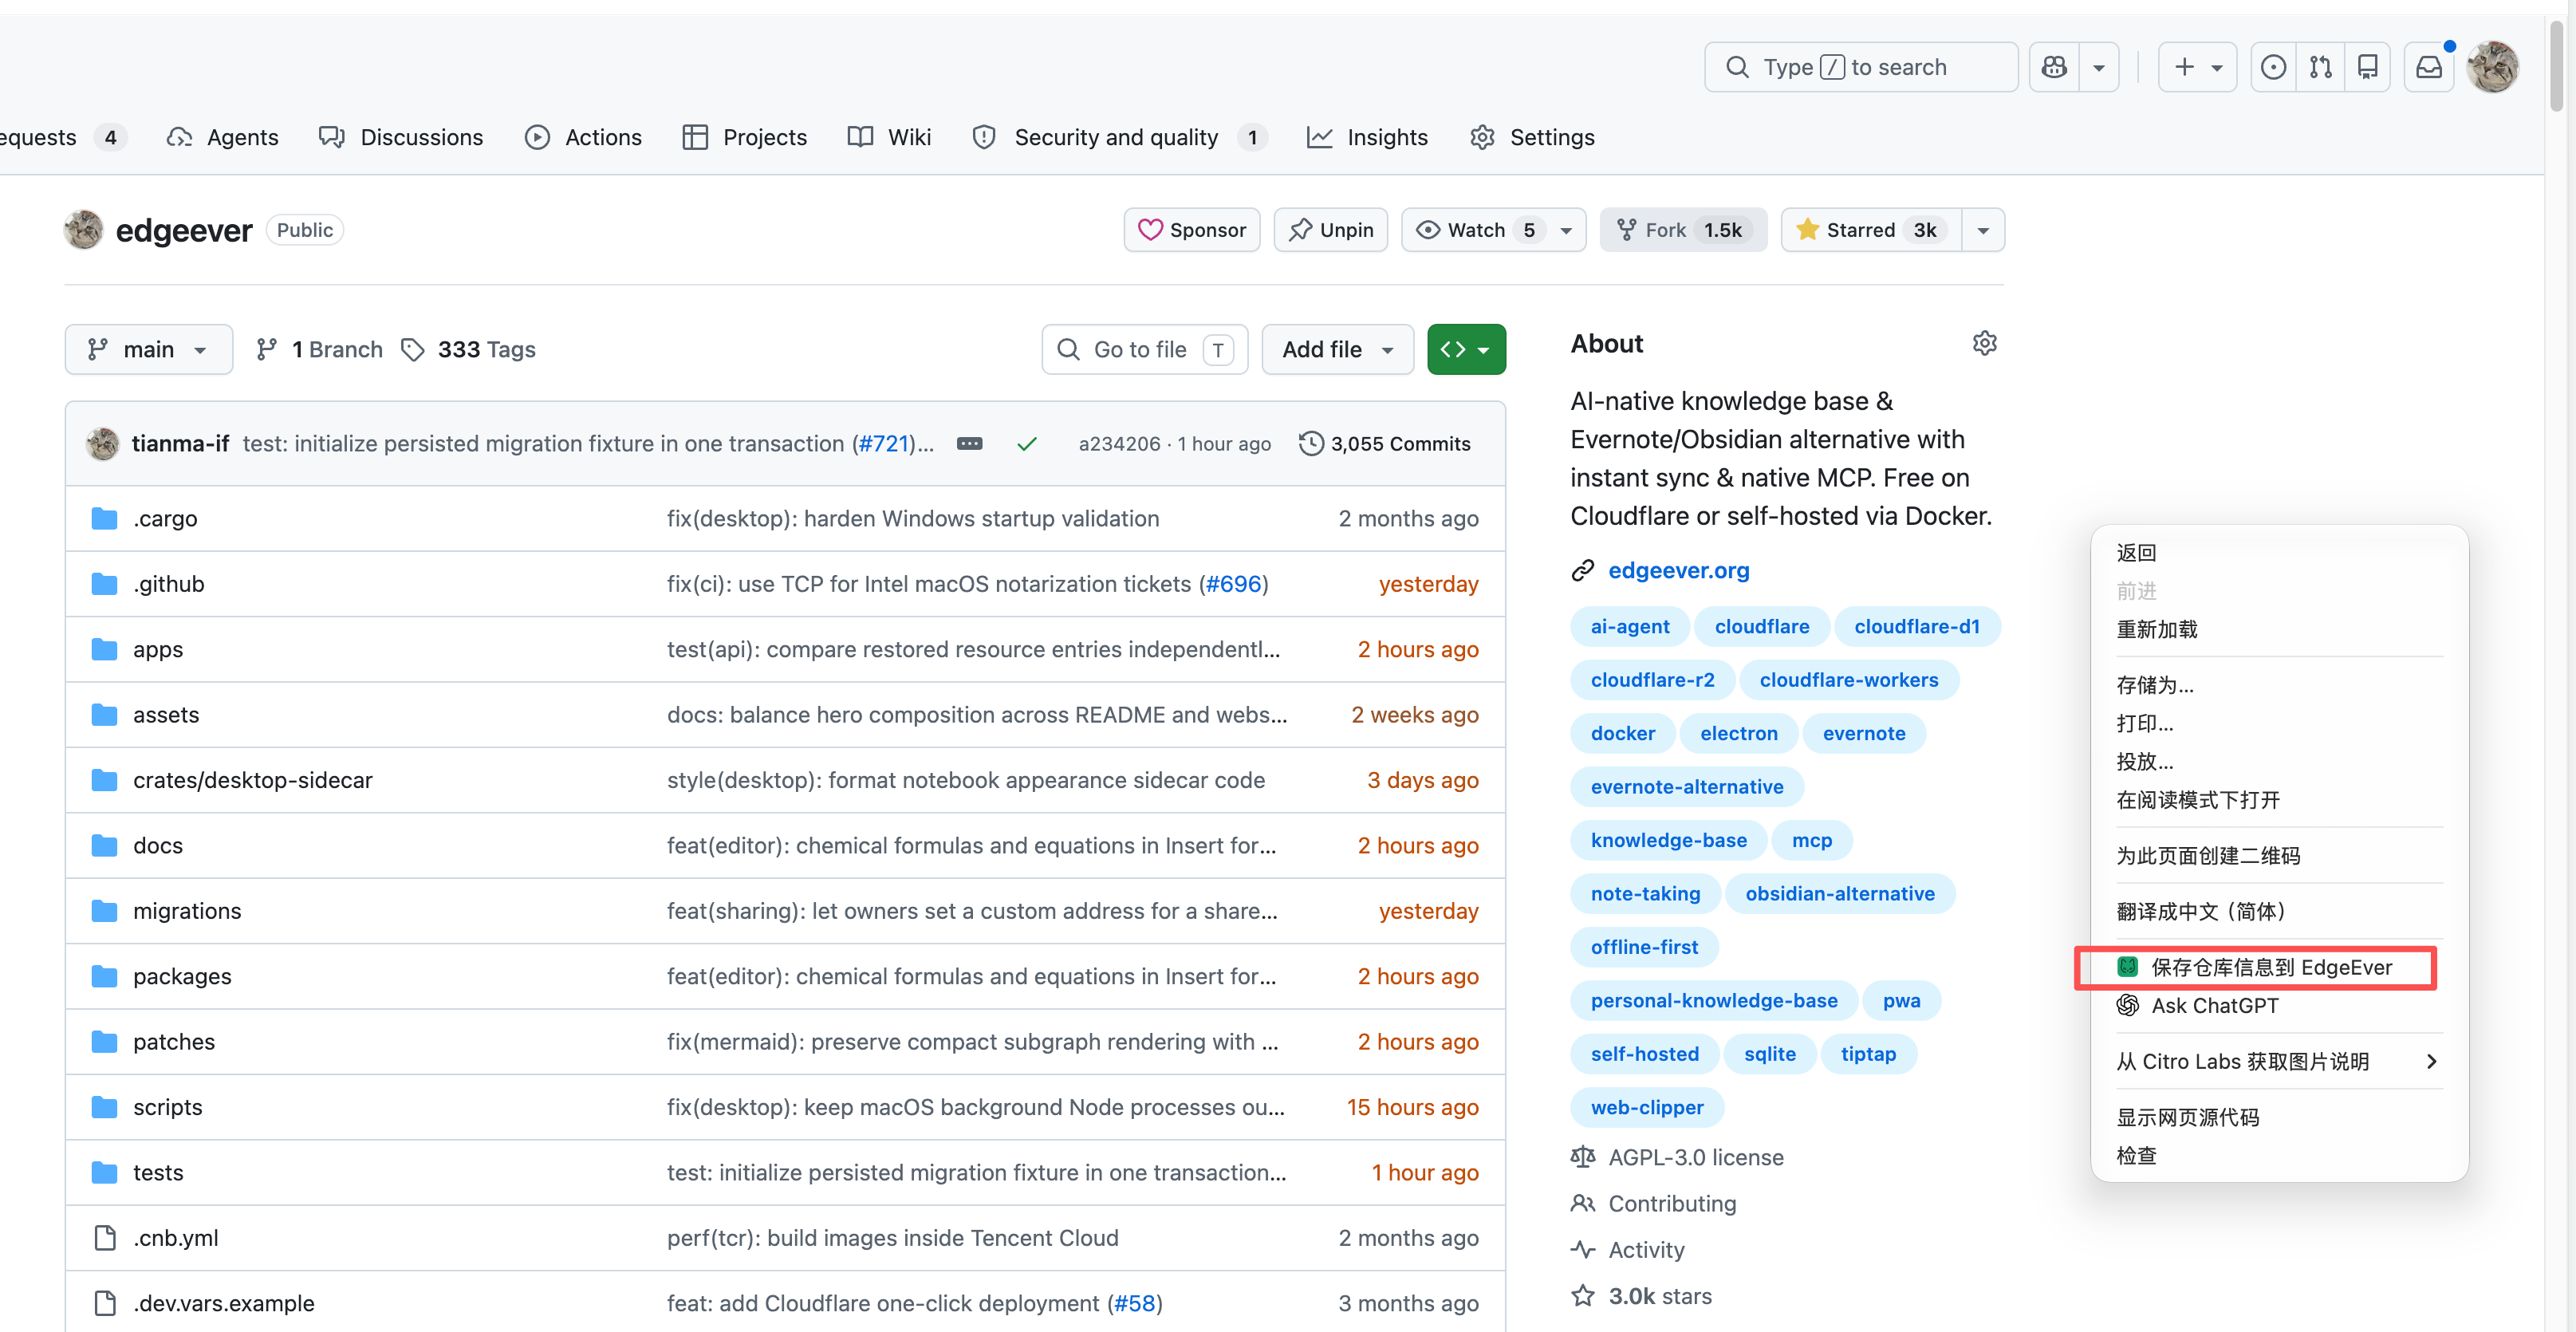 Type / to search
equests 4 Agents Discussions Actions Projects Wiki Security and quality 1 Insights Settings
edgeever Public
Sponsor Unpin Watch 5 Fork 1.5k Starred 3k
main 1 Branch 333 Tags
Go to file T Add file
tianma-if test: initialize persisted migration fixture in one transaction (#721)... a234206 · 1 hour ago 3,055 Commits
.cargo fix(desktop): harden Windows startup validation 2 months ago
.github fix(ci): use TCP for Intel macOS notarization tickets (#696) yesterday
apps test(api): compare restored resource entries independentl... 2 hours ago
assets docs: balance hero composition across README and webs... 2 weeks ago
crates/desktop-sidecar style(desktop): format notebook appearance sidecar code 3 days ago
docs feat(editor): chemical formulas and equations in Insert for... 2 hours ago
migrations feat(sharing): let owners set a custom address for a share... yesterday
packages feat(editor): chemical formulas and equations in Insert for... 2 hours ago
patches fix(mermaid): preserve compact subgraph rendering with ... 2 hours ago
scripts fix(desktop): keep macOS background Node processes ou... 15 hours ago
tests test: initialize persisted migration fixture in one transaction... 1 hour ago
.cnb.yml perf(tcr): build images inside Tencent Cloud 2 months ago
.dev.vars.example feat: add Cloudflare one-click deployment (#58) 3 months ago
About
AI-native knowledge base &
Evernote/Obsidian alternative with
instant sync & native MCP. Free on
Cloudflare or self-hosted via Docker.
edgeever.org
ai-agent cloudflare cloudflare-d1
cloudflare-r2 cloudflare-workers
docker electron evernote
evernote-alternative
knowledge-base mcp
note-taking obsidian-alternative
offline-first
personal-knowledge-base pwa
self-hosted sqlite tiptap
web-clipper
AGPL-3.0 license
Contributing
Activity
3.0k stars
返回
前进
重新加载
存储为...
打印...
投放...
在阅读模式下打开
为此页面创建二维码
翻译成中文（简体）
保存仓库信息到 EdgeEver
Ask ChatGPT
从 Citro Labs 获取图片说明
显示网页源代码
检查